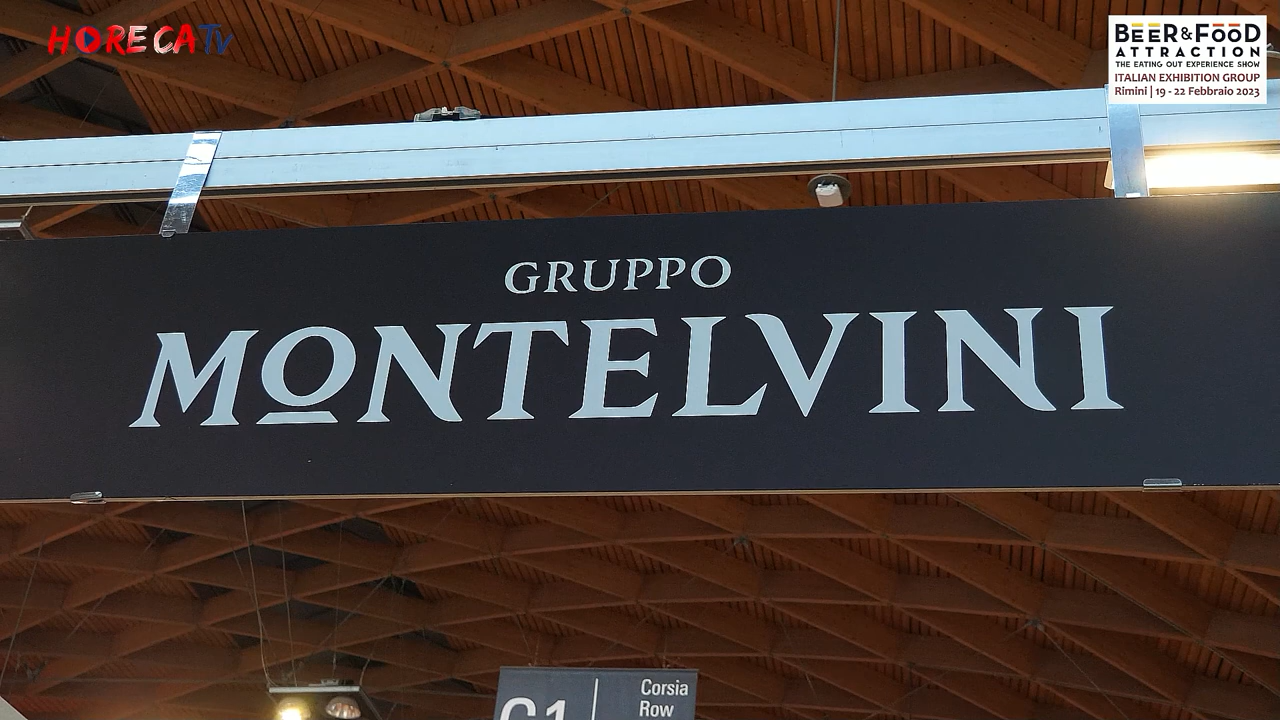 HORECATV
BEER&FOOD
ATTRACTION
THE EATING OUT EXPERIENCE SHOW
ITALIAN EXHIBITION GROUP
Rimini | 19 - 22 Febbraio 2023
GRUPPO
MONTELVINI
C1
Corsia
Row